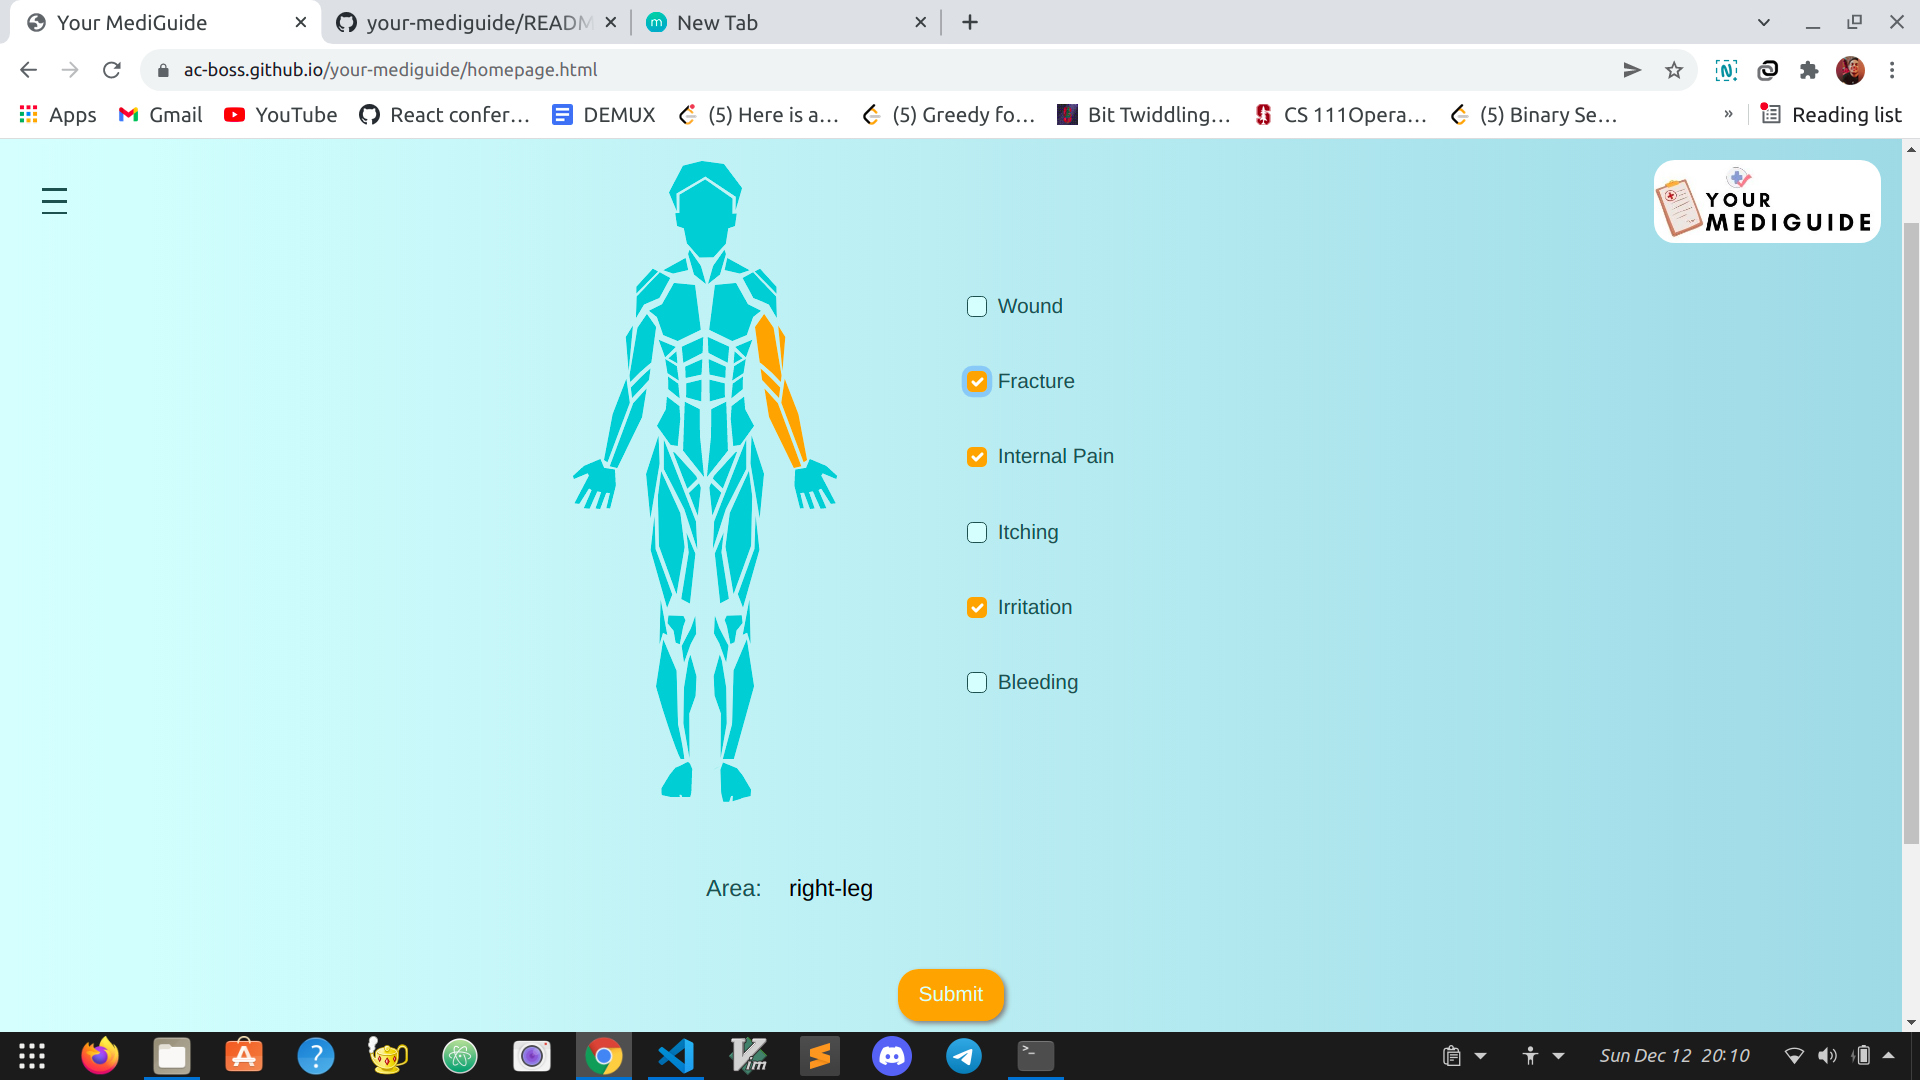 Your MediGuide
your-mediguide/READM
New Tab
ac-boss.github.io/your-mediguide/homepage.html
Apps
Gmail
YouTube
React confer…
DEMUX
(5) Here is a…
(5) Greedy fo…
Bit Twiddling…
CS 111Opera…
(5) Binary Se…
»
Reading list
YOUR
MEDIGUIDE
Wound
Fracture
Internal Pain
Itching
Irritation
Bleeding
Area: right-leg
Submit
Sun Dec 12 20:10